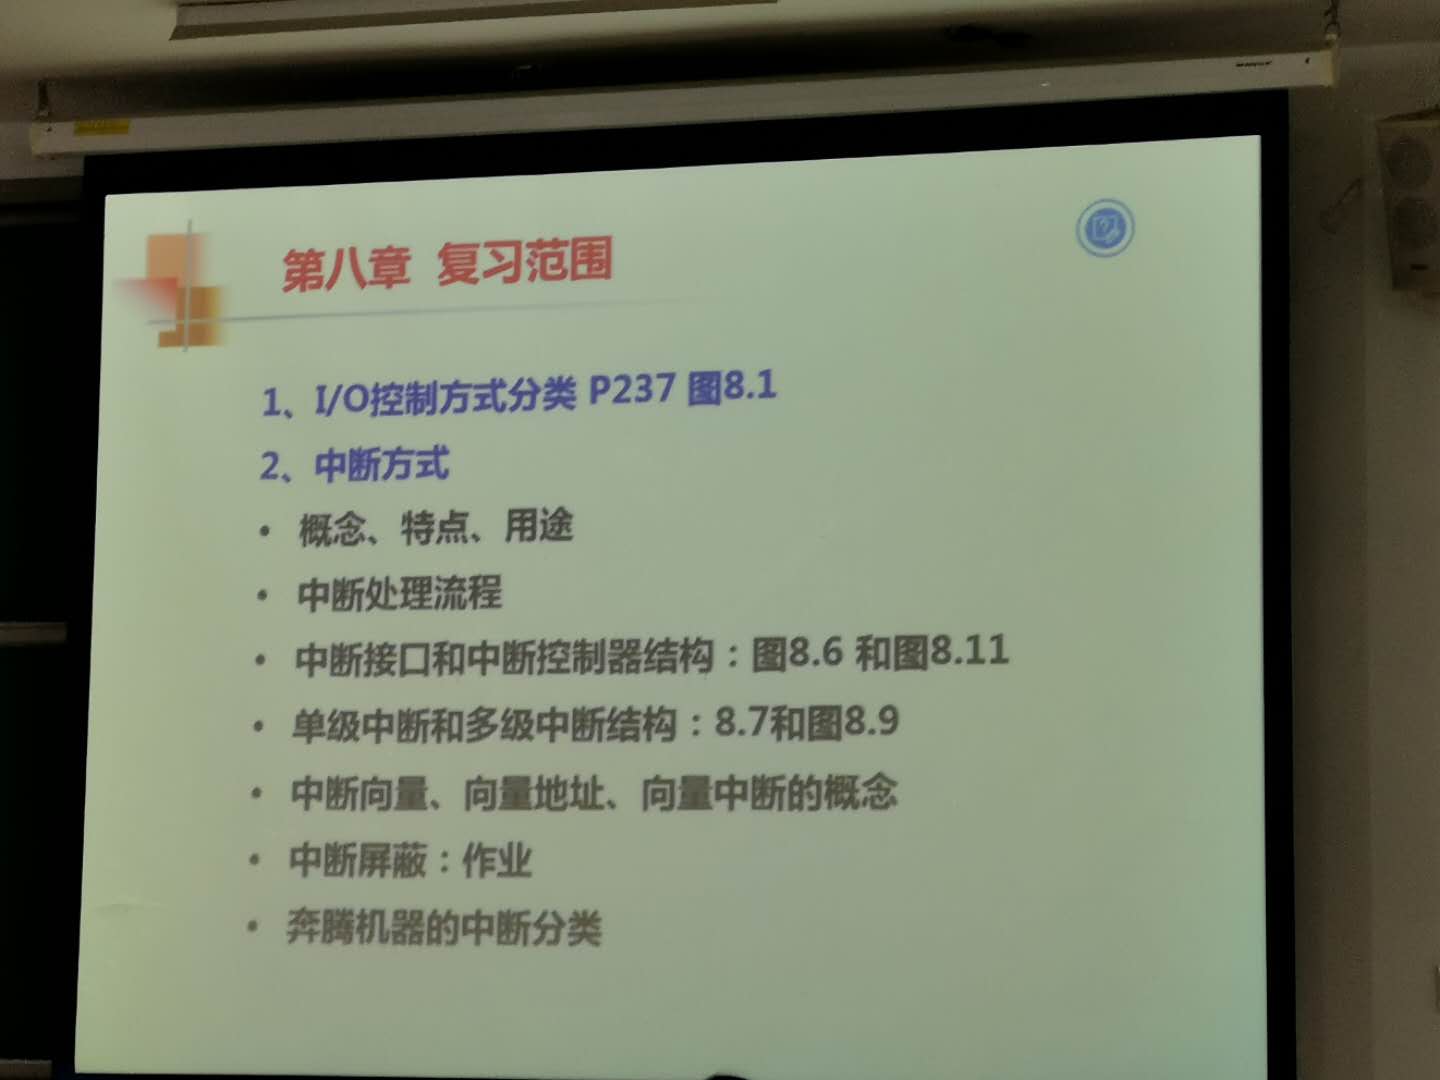 第八章 复习范围
1、I/O控制方式分类 P237 图8.1
2、中断方式
• 概念、特点、用途
• 中断处理流程
• 中断接口和中断控制器结构：图8.6 和图8.11
• 单级中断和多级中断结构：8.7和图8.9
• 中断向量、向量地址、向量中断的概念
• 中断屏蔽：作业
• 奔腾机器的中断分类